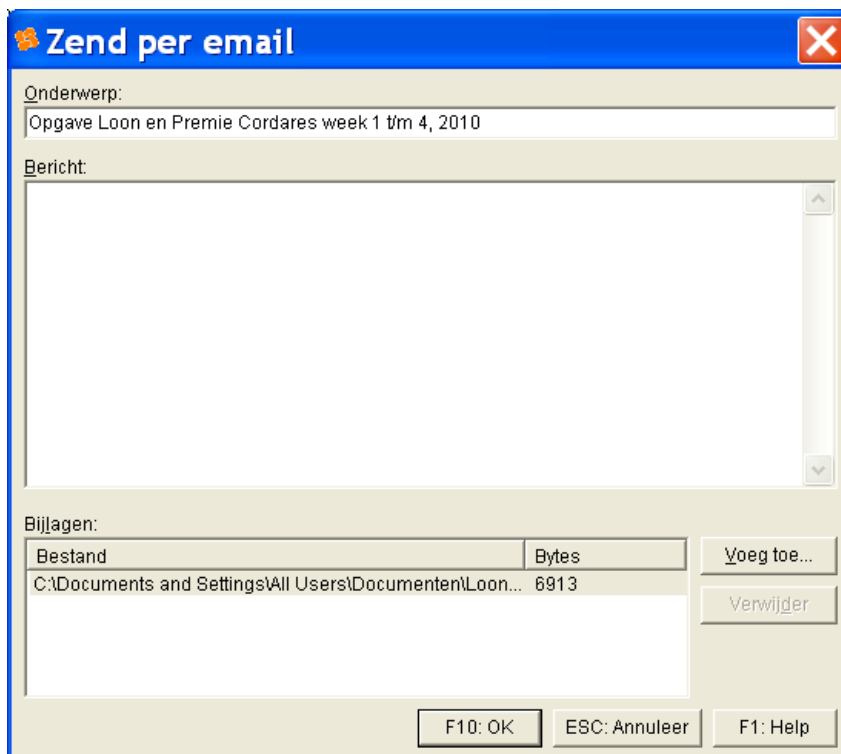 Zend per email
Onderwerp:
Opgave Loon en Premie Cordares week 1 t/m 4, 2010
Bericht:
Bijlagen:
Bestand Bytes
C:\Documents and Settings\All Users\Documenten\Loon... 6913
Voeg toe...
Verwijder
F10: OK ESC: Annuleer F1: Help